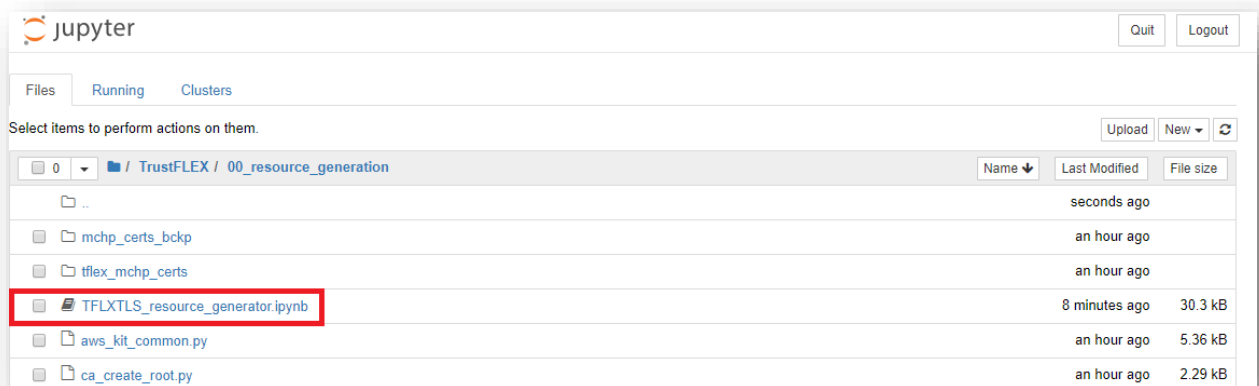 jupyter
Quit Logout
Files Running Clusters
Select items to perform actions on them.
Upload New
0 / TrustFLEX / 00_resource_generation Name Last Modified File size
.. seconds ago
mchp_certs_bckp an hour ago
tflex_mchp_certs an hour ago
TFLXTLS_resource_generator.ipynb 8 minutes ago 30.3 kB
aws_kit_common.py an hour ago 5.36 kB
ca_create_root.py an hour ago 2.29 kB